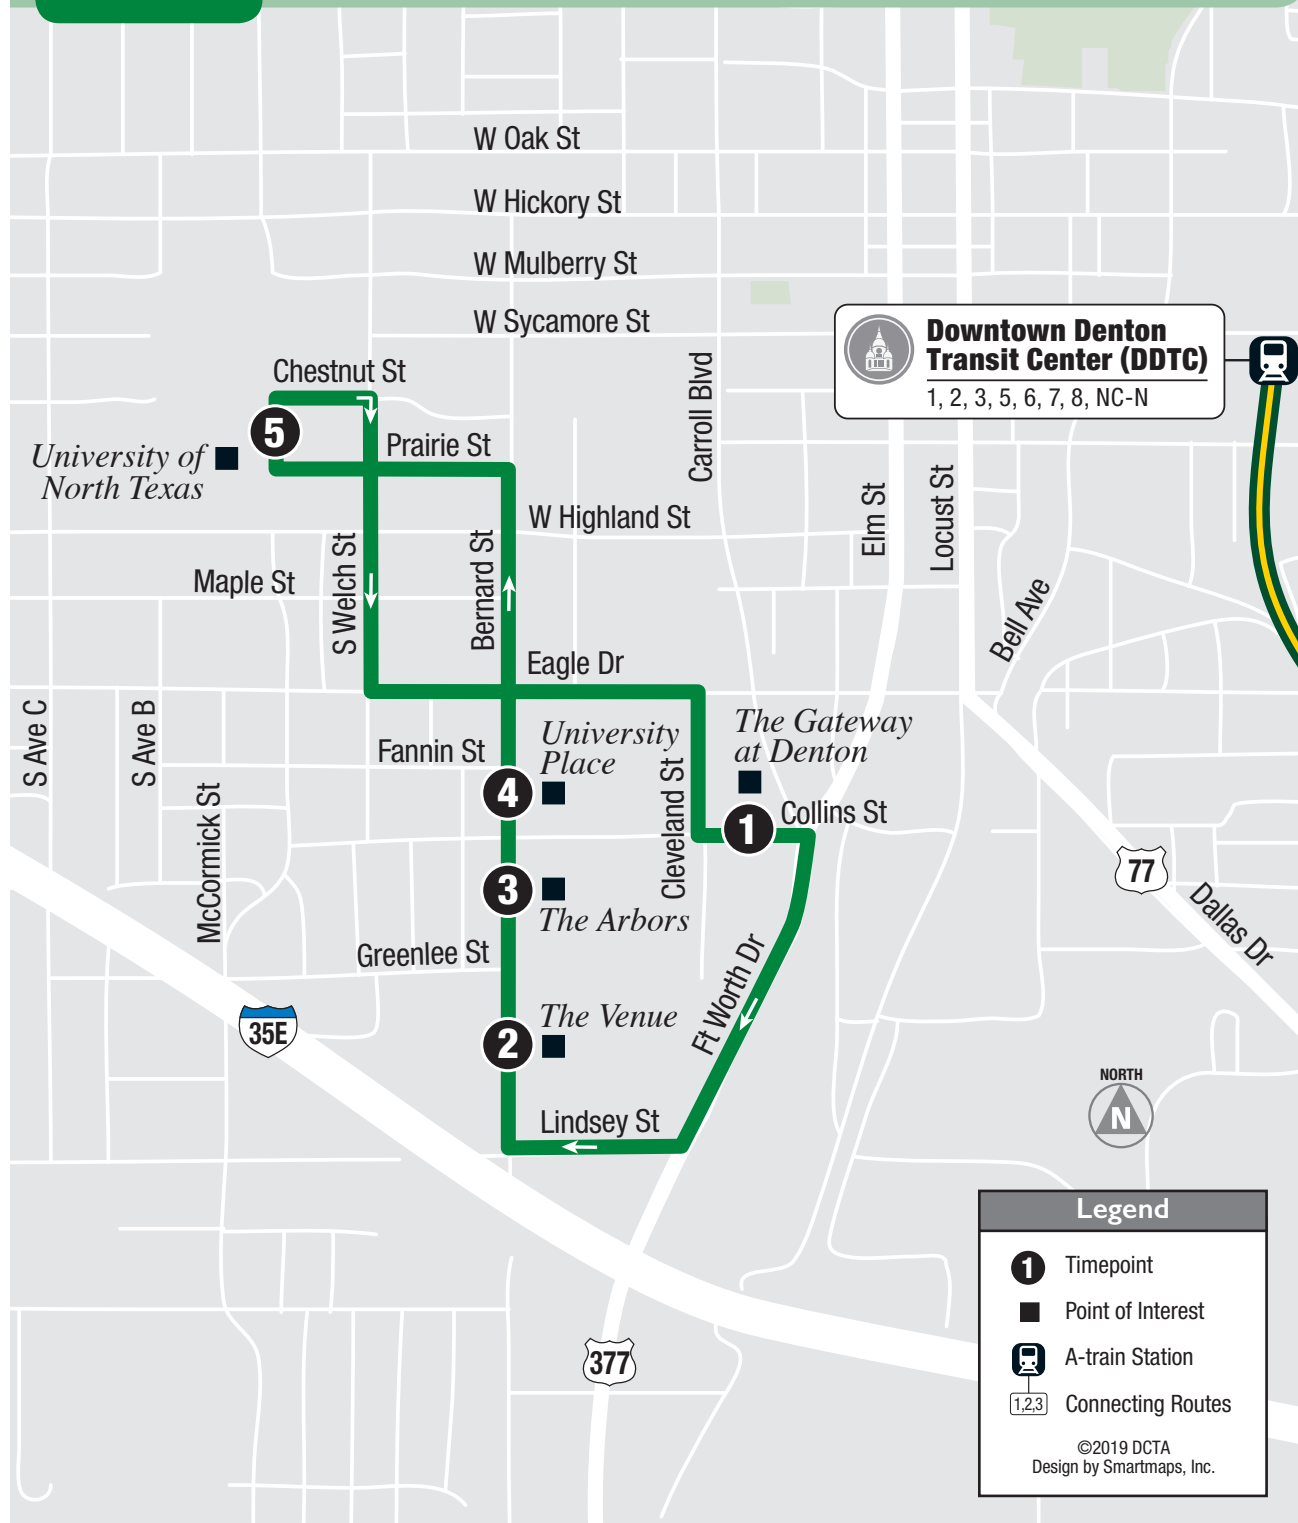 W Oak St
W Hickory St
W Mulberry St
W Sycamore St
Downtown Denton
Transit Center (DDTC)
1, 2, 3, 5, 6, 7, 8, NC-N
Chestnut St
Carroll Blvd
5
Prairie St
University of
North Texas
Elm St
Locust St
W Highland St
S Welch St
Bernard St
Maple St
Bell Ave
Eagle Dr
S Ave C
S Ave B
Fannin St
University
Place
The Gateway
at Denton
4
Cleveland St
McCormick St
1
Collins St
77
3
The Arbors
Dallas Dr
Greenlee St
Ft Worth Dr
35E
2
The Venue
NORTH
N
Lindsey St
377
Legend
1
Timepoint
Point of Interest
A-train Station
1,2,3
Connecting Routes
©2019 DCTA
Design by Smartmaps, Inc.